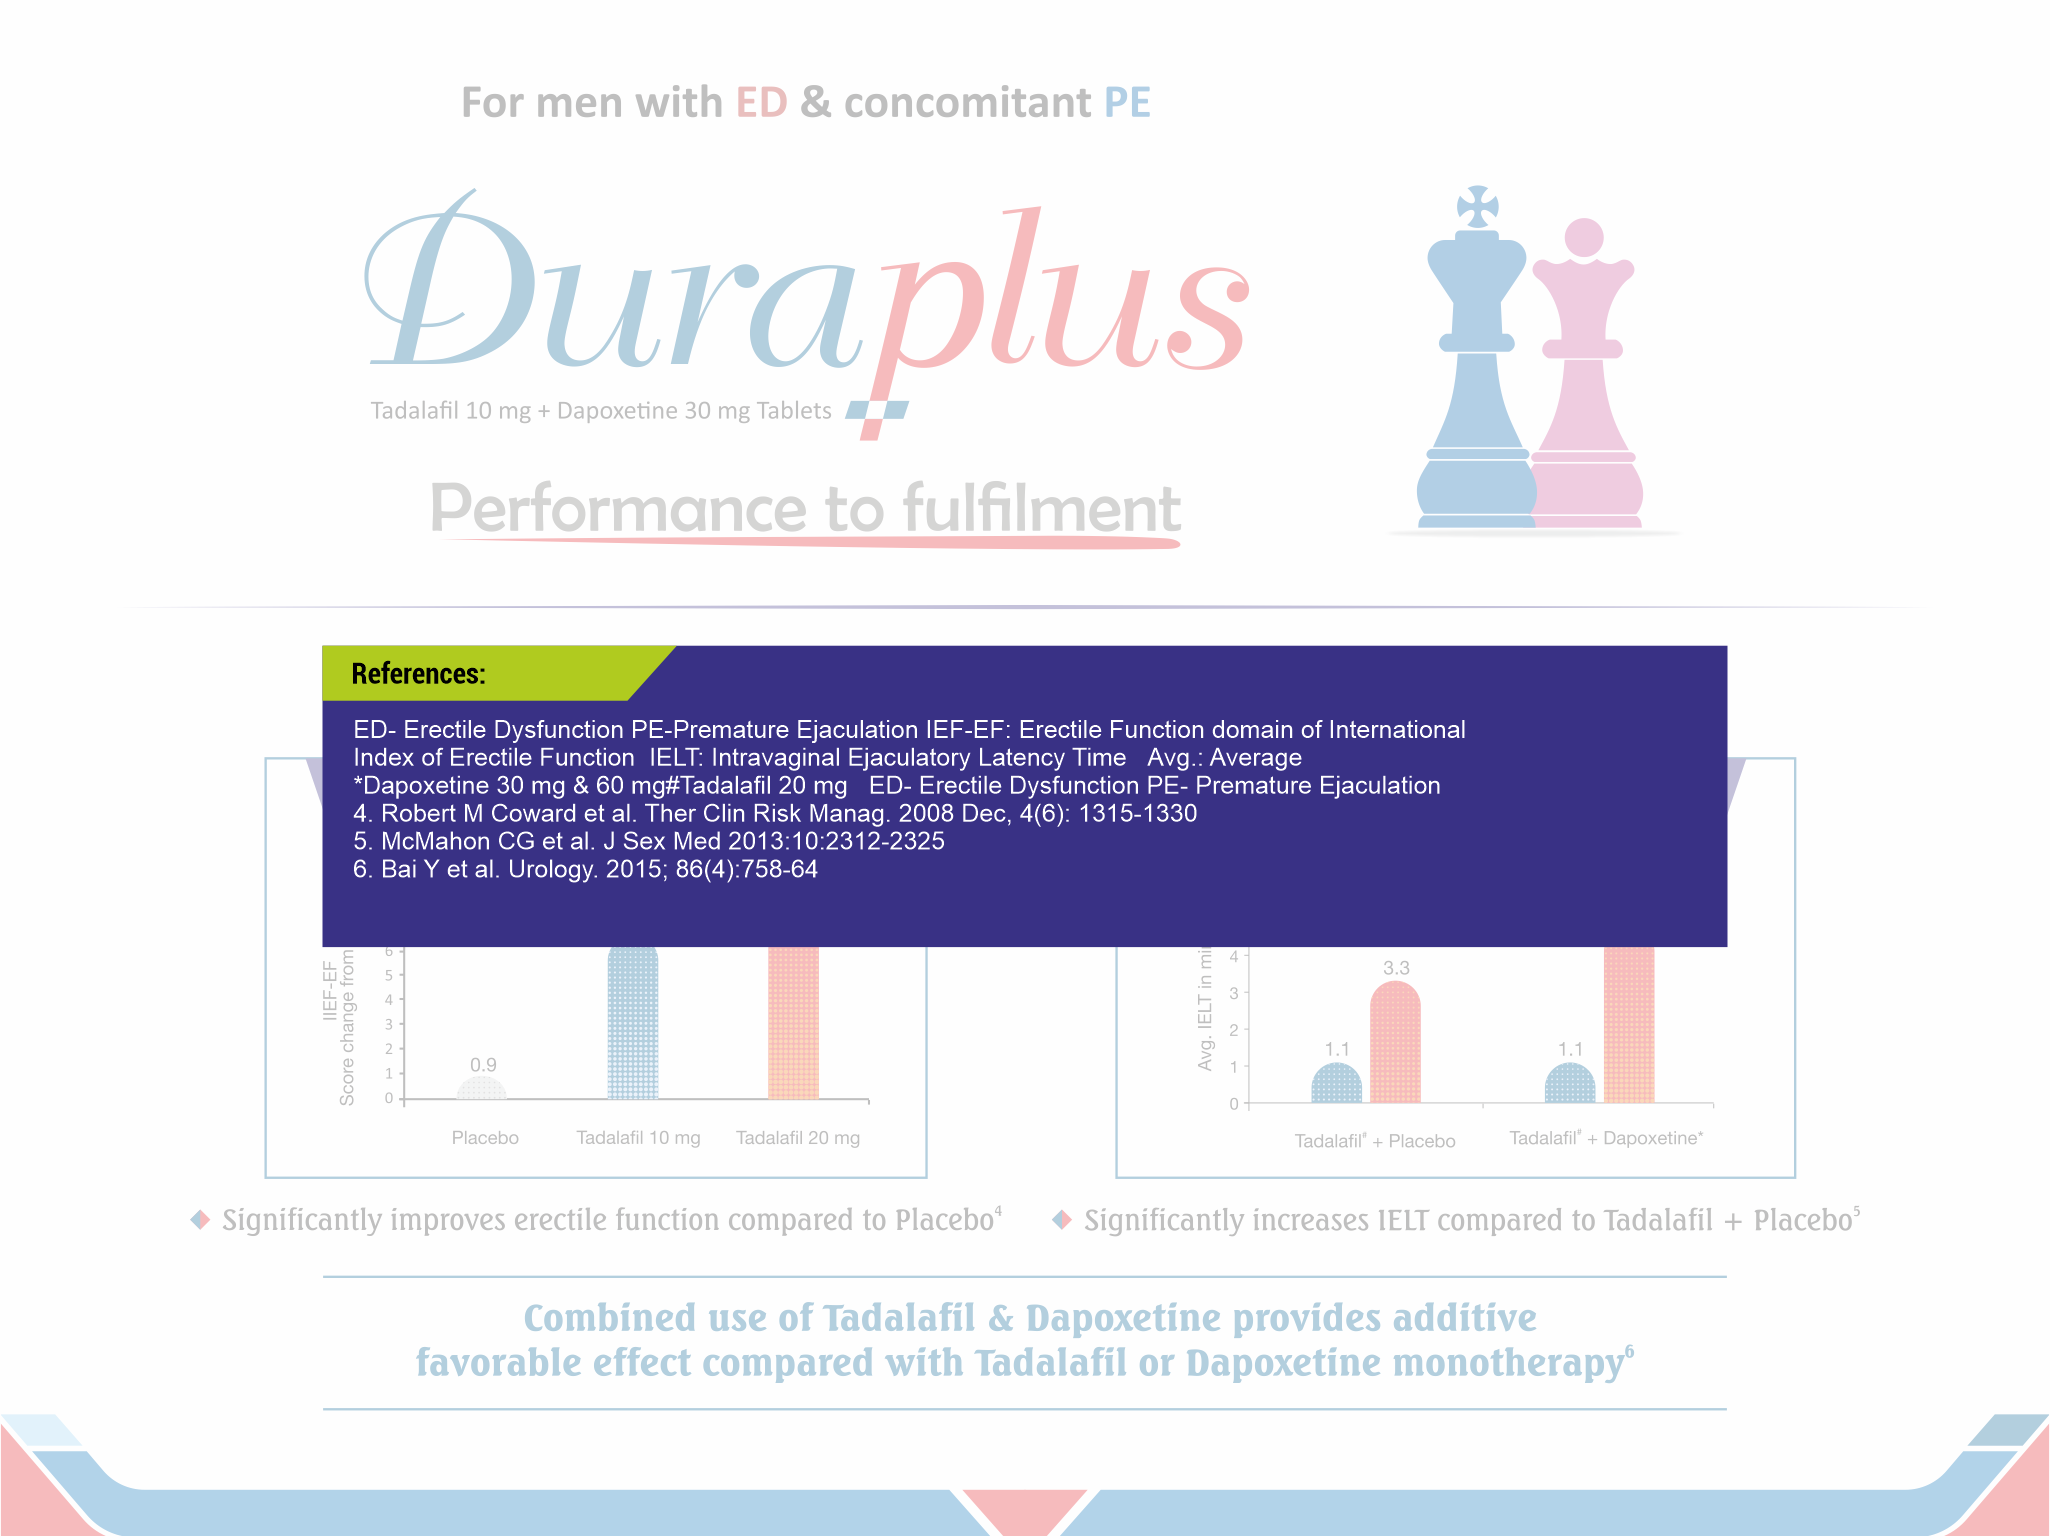 For men with ED & concomitant PE
Duraplus
Tadalafil 10 mg + Dapoxetine 30 mg Tablets
Performance to fulfilment
References:
ED- Erectile Dysfunction PE-Premature Ejaculation IEF-EF: Erectile Function domain of International
Index of Erectile Function IELT: Intravaginal Ejaculatory Latency Time Avg.: Average
*Dapoxetine 30 mg & 60 mg#Tadalafil 20 mg ED- Erectile Dysfunction PE- Premature Ejaculation
4. Robert M Coward et al. Ther Clin Risk Manag. 2008 Dec, 4(6): 1315-1330
5. McMahon CG et al. J Sex Med 2013:10:2312-2325
6. Bai Y et al. Urology. 2015; 86(4):758-64
IIEF-EF
Score change from
6
5
4
3
2
1
0
0.9
Placebo
Tadalafil 10 mg
Tadalafil 20 mg
Avg. IELT in
4
3
2
1
0
1.1
3.3
1.1
Tadalafil# + Placebo
Tadalafil# + Dapoxetine*
Significantly improves erectile function compared to Placebo4
Significantly increases IELT compared to Tadalafil + Placebo5
Combined use of Tadalafil & Dapoxetine provides additive
favorable effect compared with Tadalafil or Dapoxetine monotherapy6